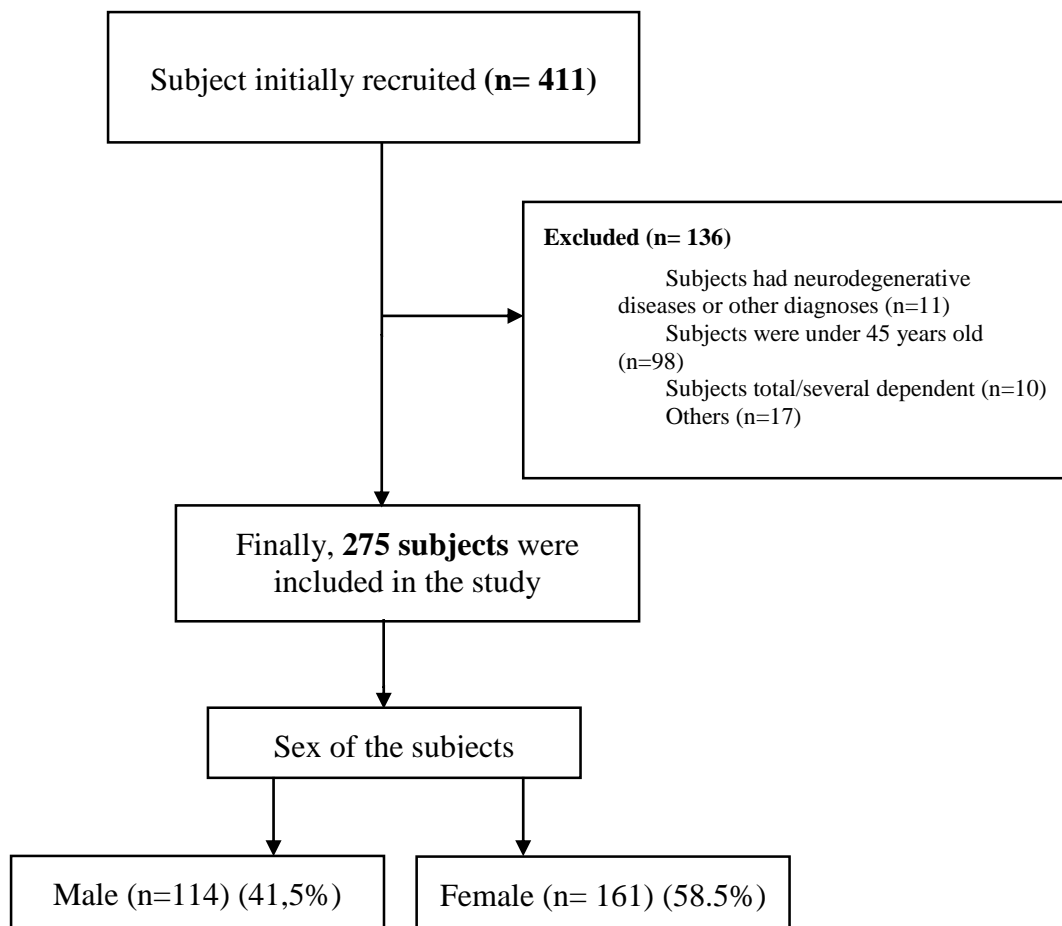 Subject initially recruited (n= 411)
Excluded (n= 136)
Subjects had neurodegenerative
diseases or other diagnoses (n=11)
Subjects were under 45 years old
(n=98)
Subjects total/several dependent (n=10)
Others (n=17)
Finally, 275 subjects were
included in the study
Sex of the subjects
Male (n=114) (41,5%)
Female (n= 161) (58.5%)